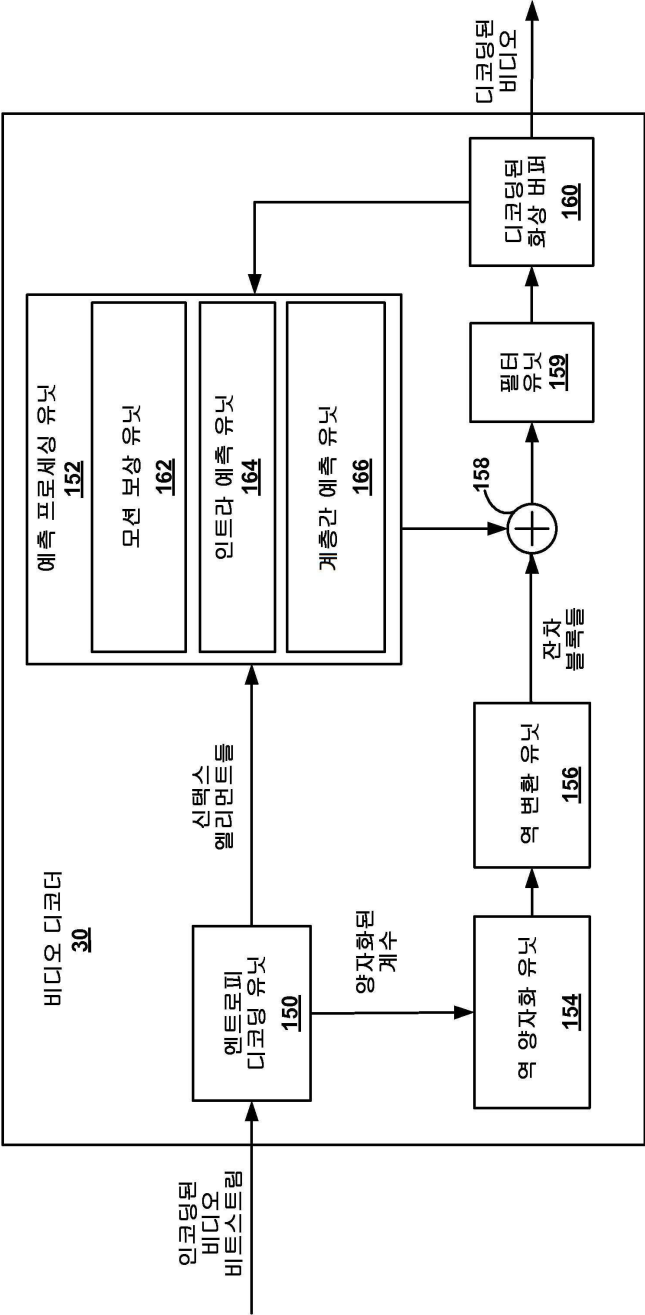 비디오 디코더
30
인코딩된
비디오
비트스트림
엔트로피
디코딩 유닛
150
신택스
엘리먼트들
양자화된
계수
예측 프로세싱 유닛
152
모션 보상 유닛
162
인트라 예측 유닛
164
계층간 예측 유닛
166
역 양자화 유닛
154
역 변환 유닛
156
잔차
블록들
158
필터
유닛
159
디코딩된
화상 버퍼
160
디코딩된
비디오